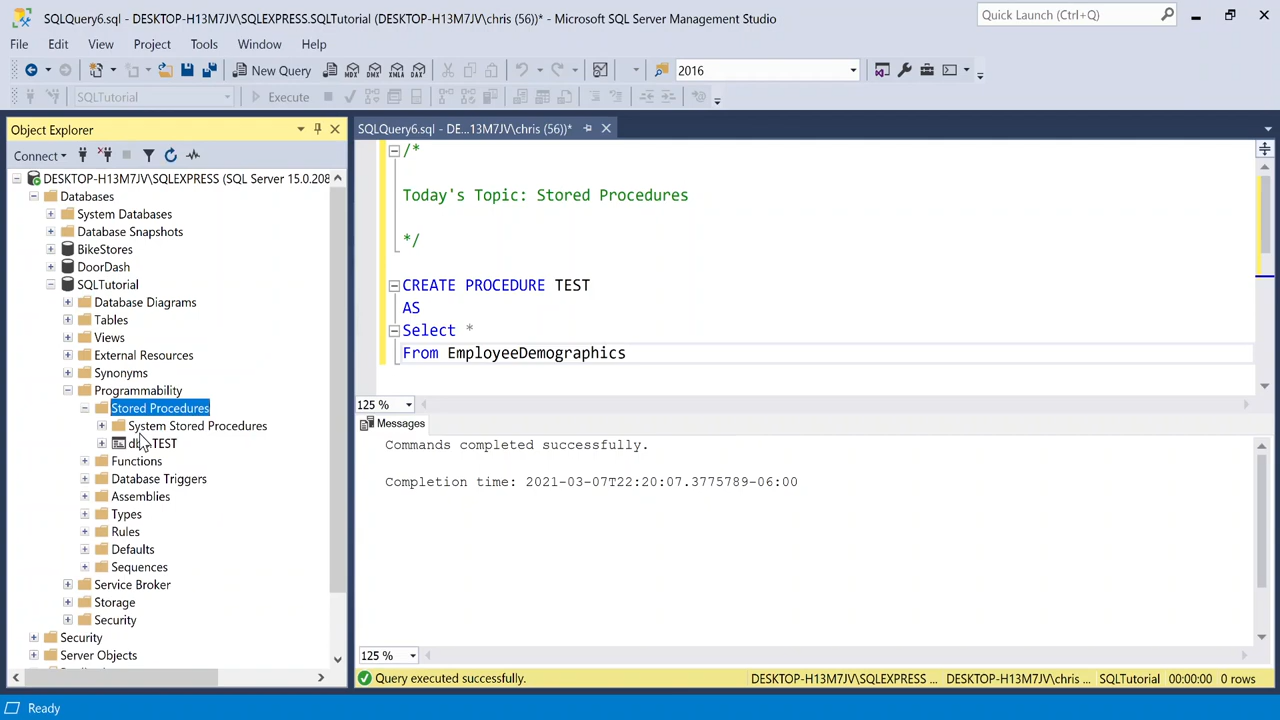 SQLQuery6.sql - DESKTOP-H13M7JV\SQLEXPRESS.SQLTutorial (DESKTOP-H13M7JV\chris (56))* - Microsoft SQL Server Management Studio
Quick Launch (Ctrl+Q)
File Edit View Project Tools Window Help
New Query MDX DMX XMLA DAX 2016
SQLTutorial Execute
Object Explorer
Connect
DESKTOP-H13M7JV\SQLEXPRESS (SQL Server 15.0.208
Databases
System Databases
Database Snapshots
BikeStores
DoorDash
SQLTutorial
Database Diagrams
Tables
Views
External Resources
Synonyms
Programmability
Stored Procedures
System Stored Procedures
TEST
Functions
Database Triggers
Assemblies
Types
Rules
Defaults
Sequences
Service Broker
Storage
Security
Security
Server Objects
SQLQuery6.sql - DE...13M7JV\chris (56))*
/*
Today's Topic: Stored Procedures
*/
CREATE PROCEDURE TEST
AS
Select *
From EmployeeDemographics
125 %
Messages
Commands completed successfully.
Completion time: 2021-03-07T22:20:07.3775789-06:00
125 %
Query executed successfully.
DESKTOP-H13M7JV\SQLEXPRESS ... DESKTOP-H13M7JV\chris ... SQLTutorial 00:00:00 0 rows
Ready